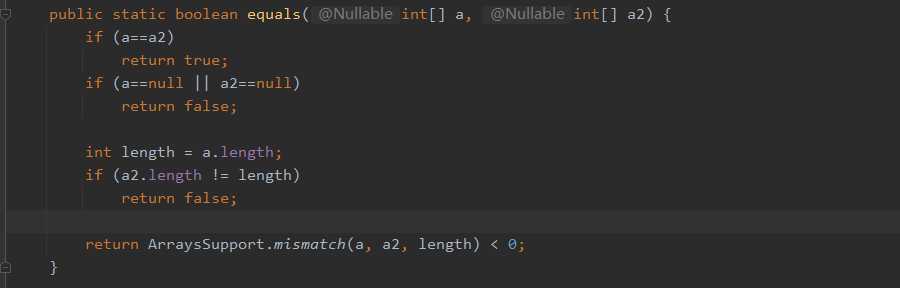 public static boolean equals( @Nullable int[] a, @Nullable int[] a2) {
if (a==a2)
return true;
if (a==null || a2==null)
return false;
int length = a.length;
if (a2.length != length)
return false;
return ArraysSupport.mismatch(a, a2, length) < 0;
}